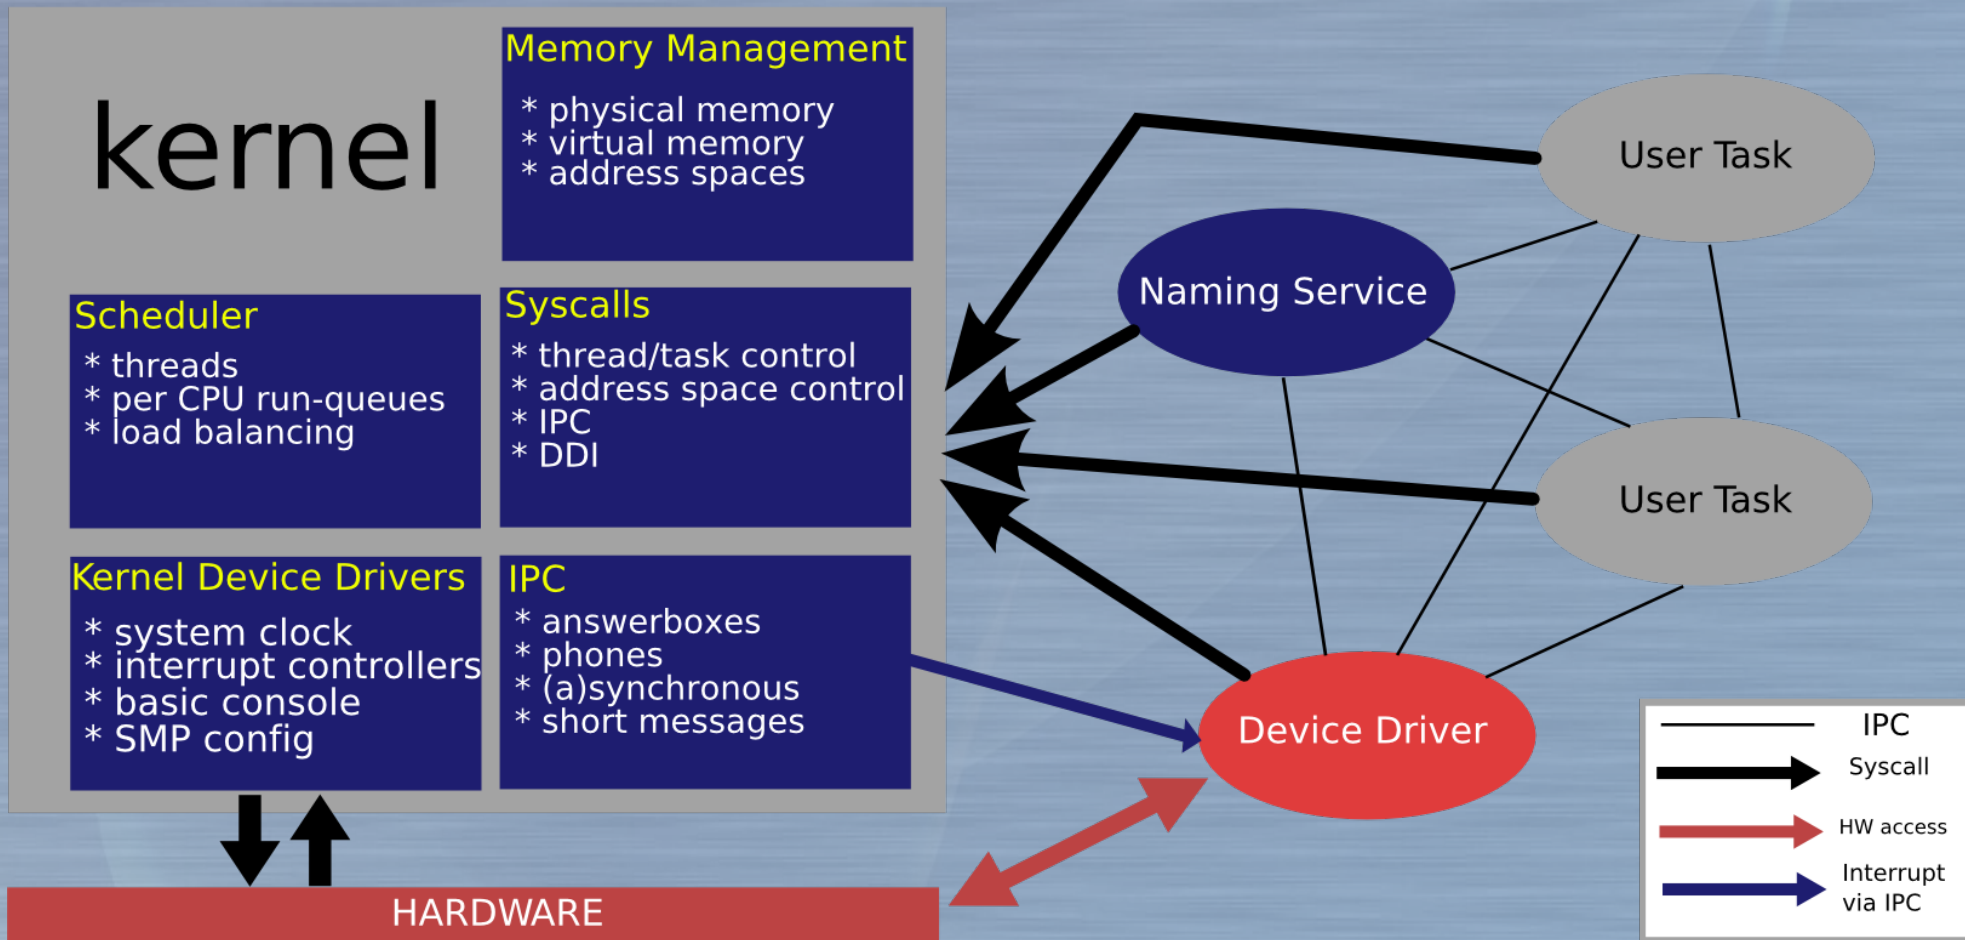 kernel
Memory Management
* physical memory
* virtual memory
* address spaces
Scheduler
* threads
* per CPU run-queues
* load balancing
Syscalls
* thread/task control
* address space control
* IPC
* DDI
Kernel Device Drivers
* system clock
* interrupt controllers
* basic console
* SMP config
IPC
* answerboxes
* phones
* (a)synchronous
* short messages
HARDWARE
User Task
Naming Service
User Task
Device Driver
IPC
Syscall
HW access
Interrupt
via IPC